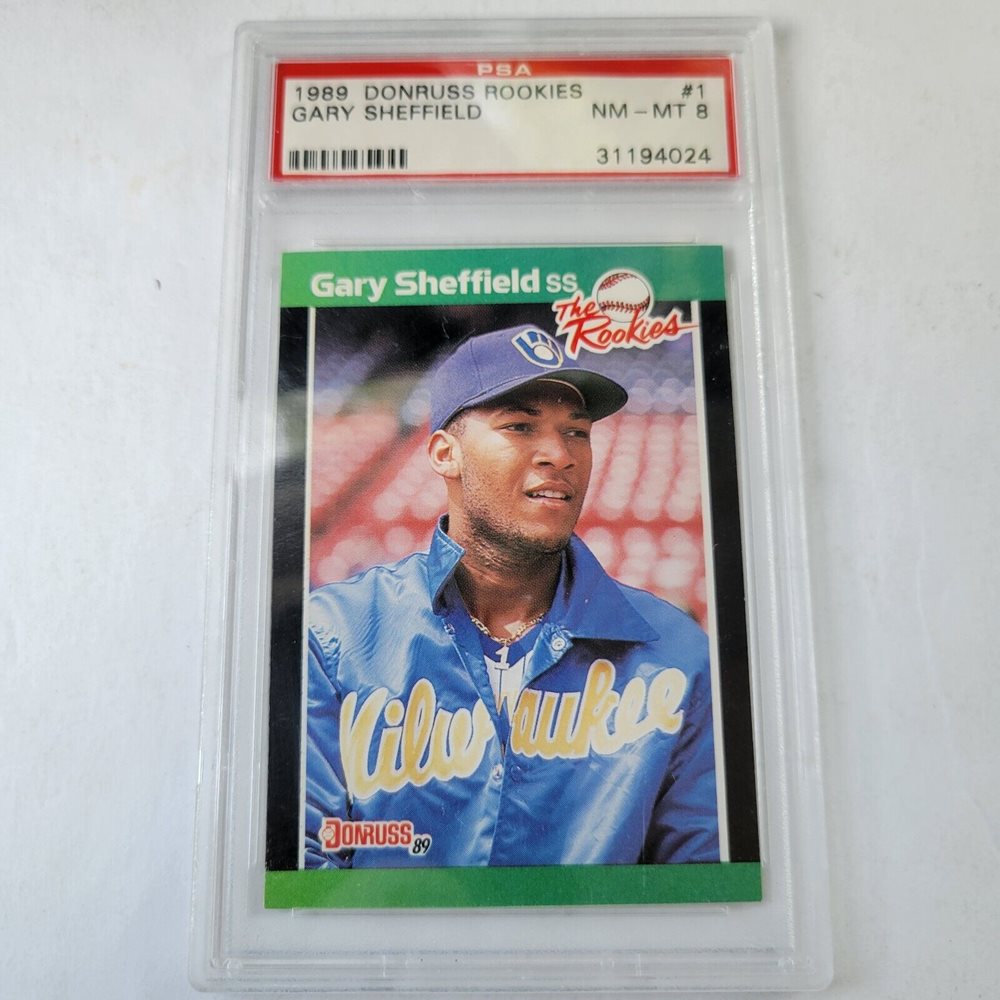 PSA
1989 DONRUSS ROOKIES #1
GARY SHEFFIELD NM - MT 8
31194024
Gary Sheffield SS
The
Rookies
1
Milwaukee
DONRUSS 89